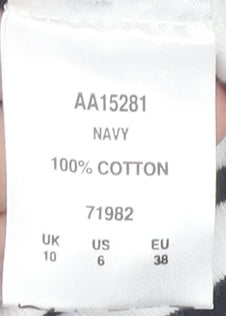 AA15281
NAVY
100% COTTON
71982
UK US EU
10 6 38